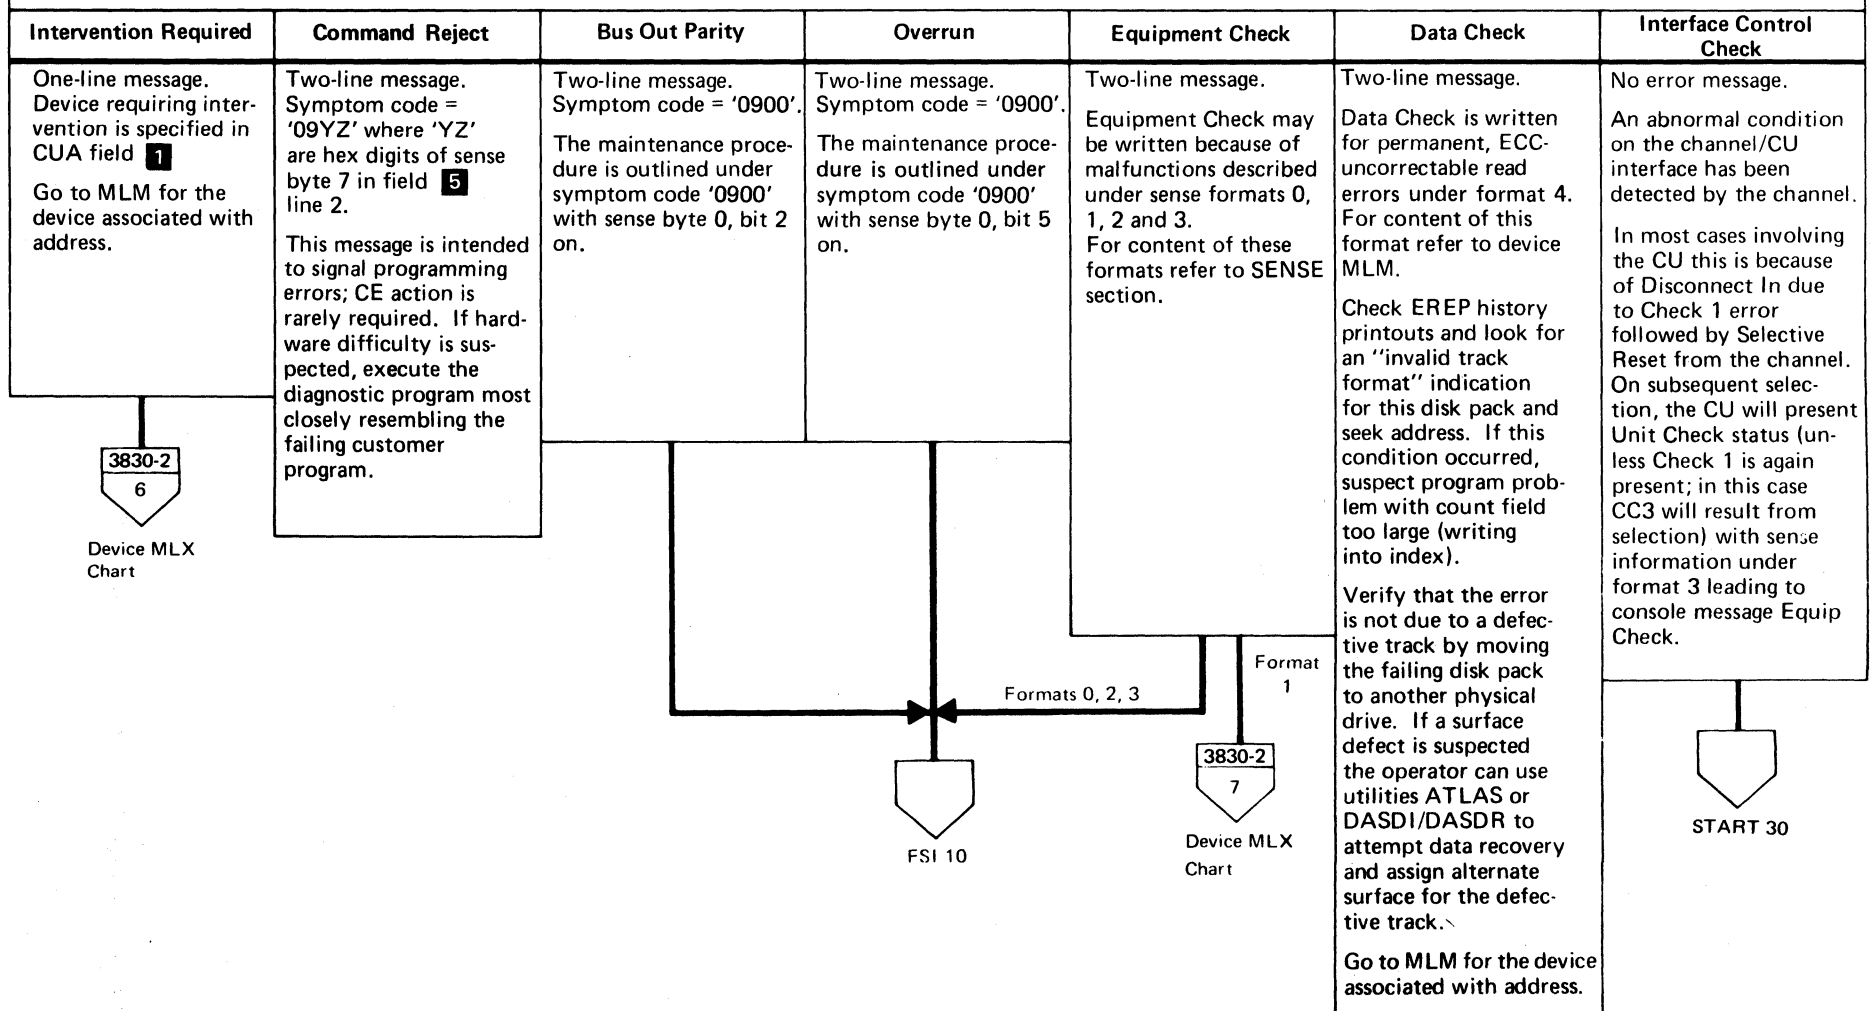 Intervention Required
One-line message.
Device requiring inter-
vention is specified in
CUA field 1
Go to MLM for the
device associated with
address.
3830-2
6
Device MLX
Chart
Command Reject
Two-line message.
Symptom code =
'09YZ' where 'YZ'
are hex digits of sense
byte 7 in field 5
line 2.
This message is intended
to signal programming
errors; CE action is
rarely required. If hard-
ware difficulty is sus-
pected, execute the
diagnostic program most
closely resembling the
failing customer
program.
Bus Out Parity
Two-line message.
Symptom code = '0900'.
The maintenance proce-
dure is outlined under
symptom code '0900'
with sense byte 0, bit 2
on.
Overrun
Two-line message.
Symptom code = '0900'.
The maintenance proce-
dure is outlined under
symptom code '0900'
with sense byte 0, bit 5
on.
Equipment Check
Two-line message.
Equipment Check may
be written because of
malfunctions described
under sense formats 0,
1, 2 and 3.
For content of these
formats refer to SENSE
section.
Formats 0, 2, 3
FSI 10
Format
1
3830-2
7
Device MLX
Chart
Data Check
Two-line message.
Data Check is written
for permanent, ECC-
uncorrectable read
errors under format 4.
For content of this
format refer to device
MLM.
Check EREP history
printouts and look for
an "invalid track
format" indication
for this disk pack and
seek address. If this
condition occurred,
suspect program prob-
lem with count field
too large (writing
into index).
Verify that the error
is not due to a defec-
tive track by moving
the failing disk pack
to another physical
drive. If a surface
defect is suspected
the operator can use
utilities ATLAS or
DASDI/DASDR to
attempt data recovery
and assign alternate
surface for the defec-
tive track.
Go to MLM for the device
associated with address.
Interface Control
Check
No error message.
An abnormal condition
on the channel/CU
interface has been
detected by the channel.
In most cases involving
the CU this is because
of Disconnect In due
to Check 1 error
followed by Selective
Reset from the channel.
On subsequent selec-
tion, the CU will present
Unit Check status (un-
less Check 1 is again
present; in this case
CC3 will result from
selection) with sense
information under
format 3 leading to
console message Equip
Check.
START 30